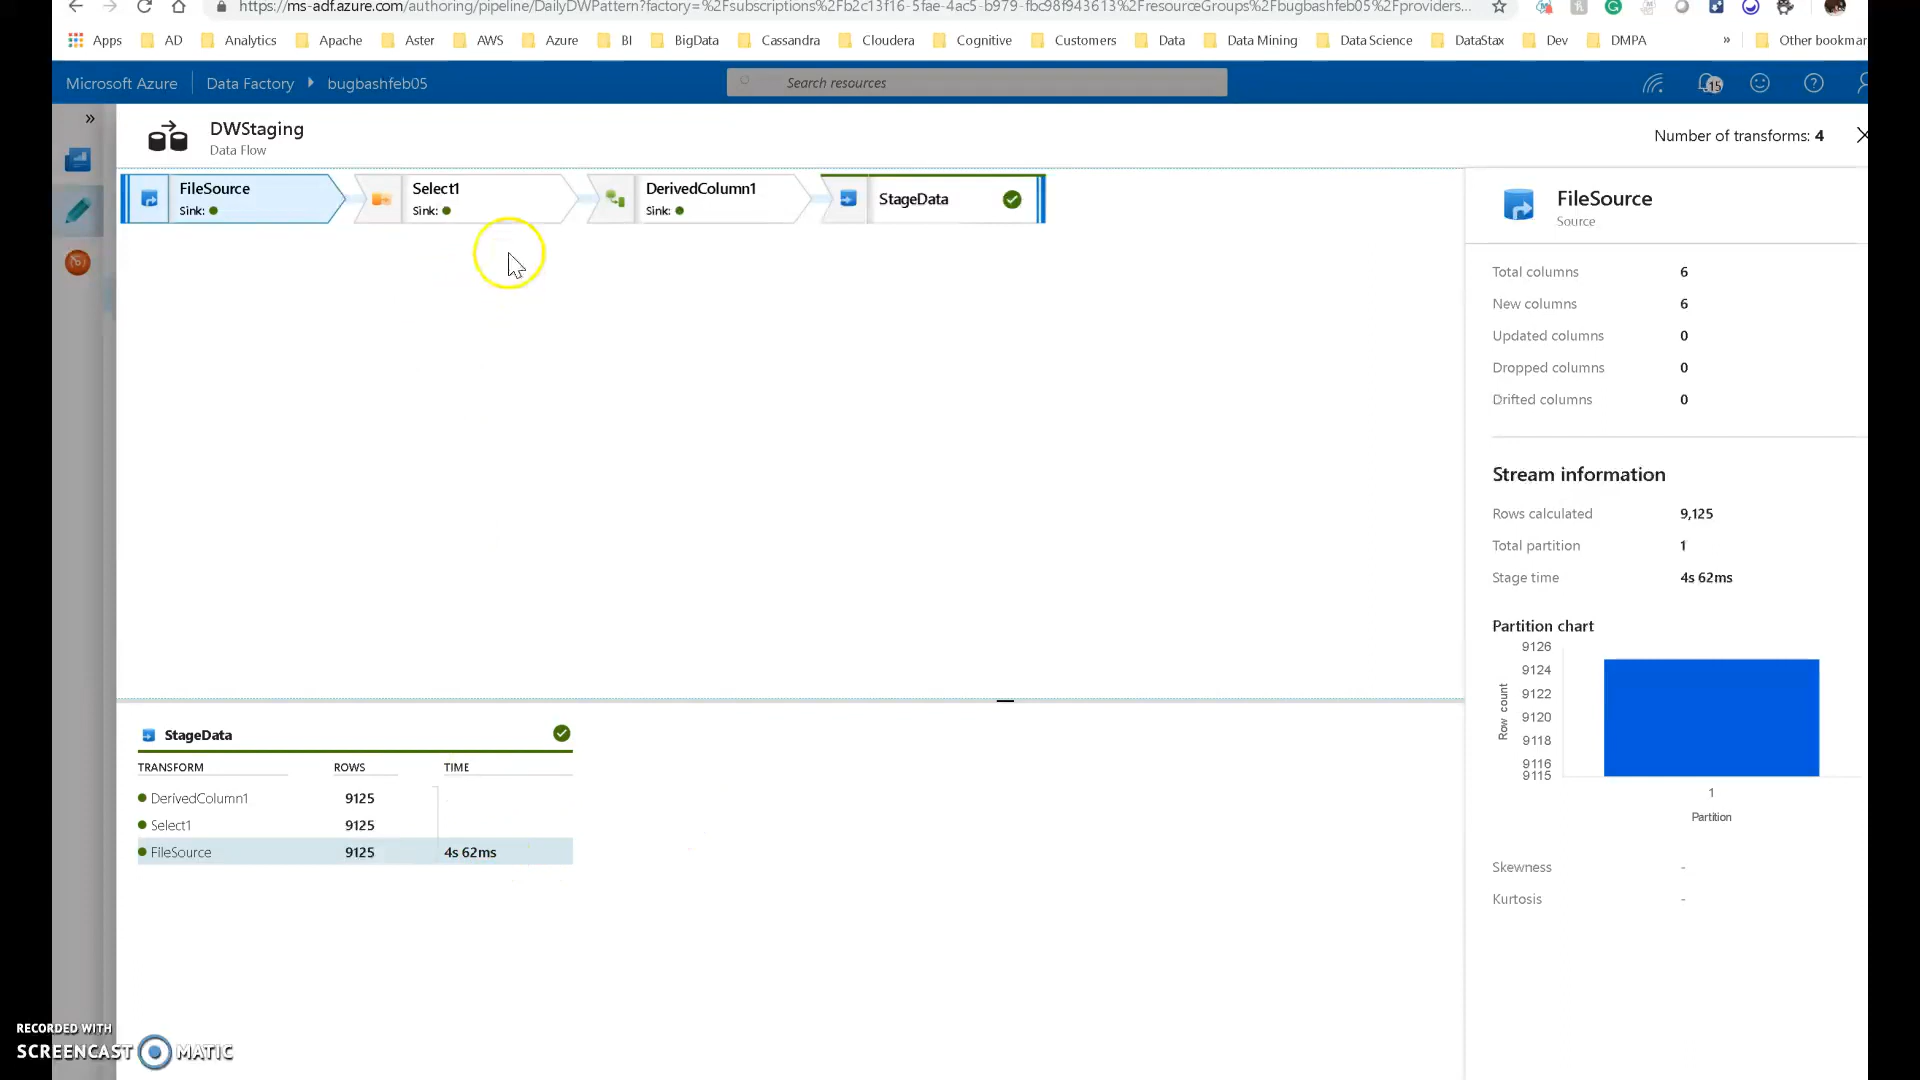 https://ms-adf.azure.com/authoring/pipeline/DailyDWPattern?factory=%2Fsubscriptions%2Fb2c13f16-5fae-4ac5-b979-fbc98f943613%2FresourceGroups%2Fbugbashfeb05%2Fproviders...
Apps AD Analytics Apache Aster AWS Azure BI BigData Cassandra Cloudera Cognitive Customers Data Data Mining Data Science DataStax Dev DMPA » Other bookmar
Microsoft Azure Data Factory bugbashfeb05 Search resources 15
»
DWStaging
Data Flow
Number of transforms: 4
FileSource
Sink:
Select1
Sink:
DerivedColumn1
Sink:
StageData
FileSource
Source
Total columns 6
New columns 6
Updated columns 0
Dropped columns 0
Drifted columns 0
Stream information
Rows calculated 9,125
Total partition 1
Stage time 4s 62ms
Partition chart
9126
9124
9122
9120
9118
9116
9115
Row count
1
Partition
Skewness -
Kurtosis -
StageData
TRANSFORM ROWS TIME
DerivedColumn1 9125
Select1 9125
FileSource 9125 4s 62ms
RECORDED WITH
SCREENCAST MATIC